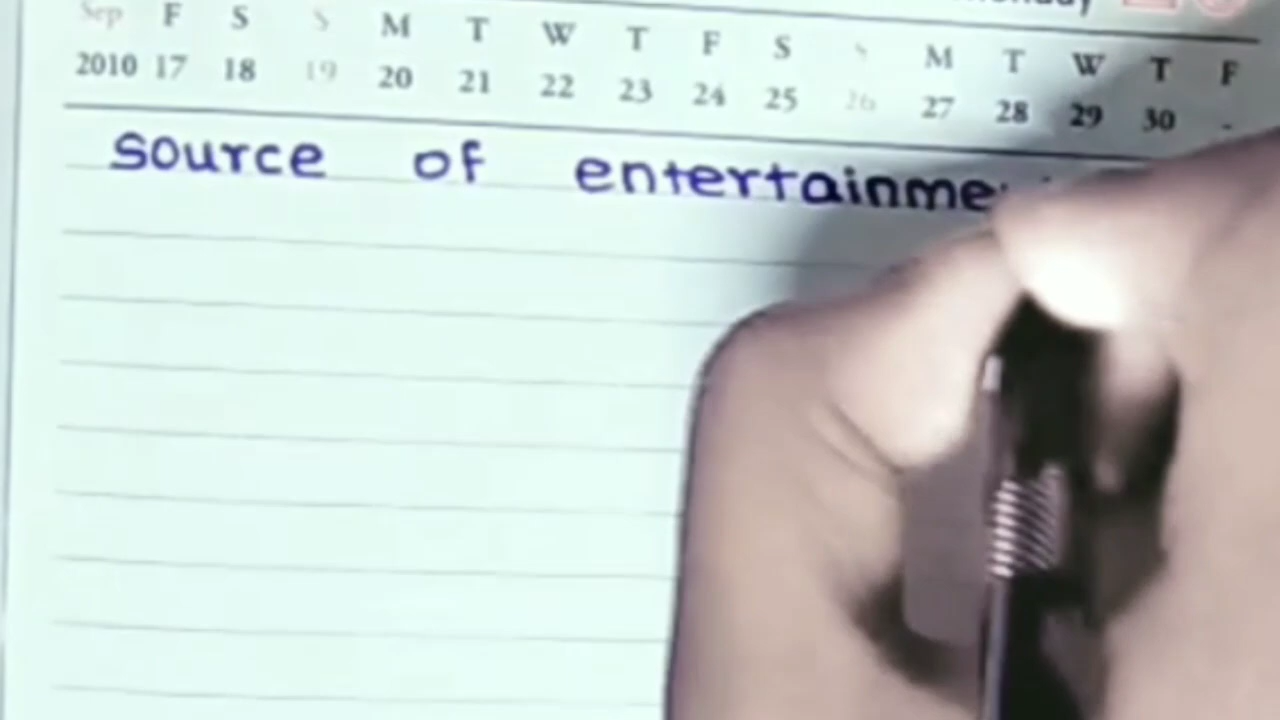 Sep F S S M T W T F S S M T W T F
2010 17 18 19 20 21 22 23 24 25 26 27 28 29 30 -
source of entertainme